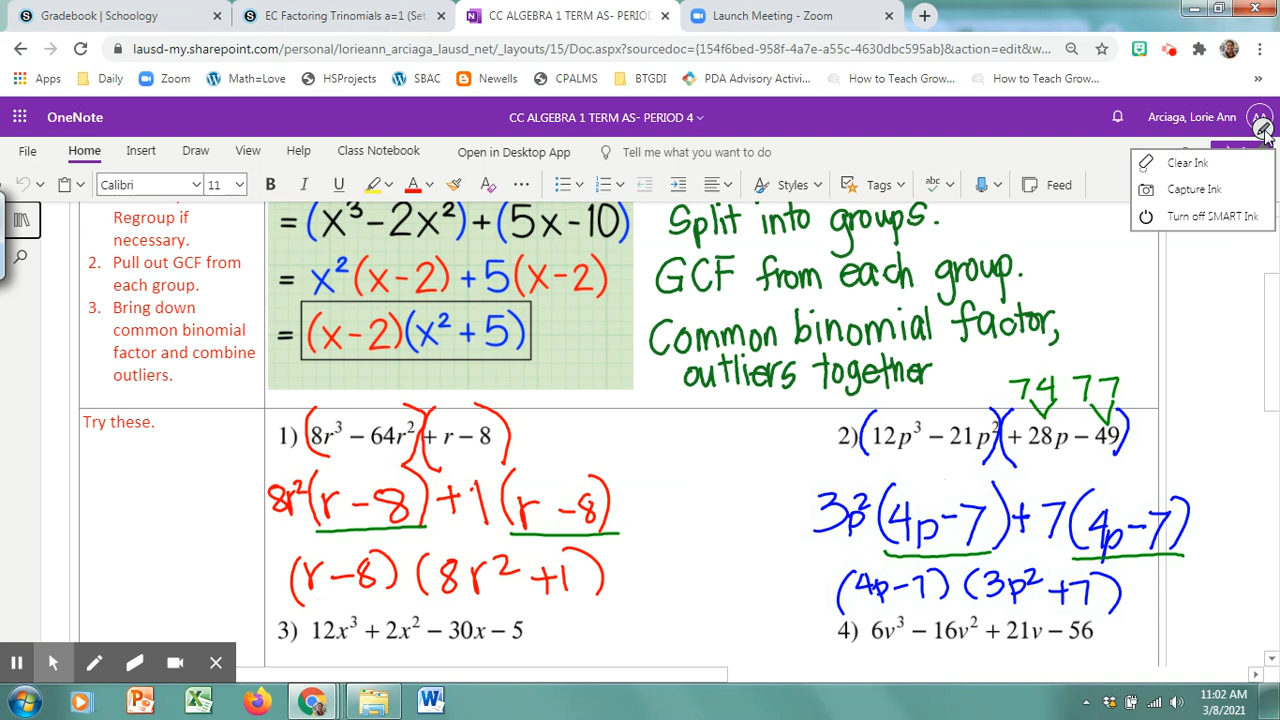 Gradebook | Schoology
EC Factoring Trinomials a=1 (Set
CC ALGEBRA 1 TERM AS- PERIOD
Launch Meeting - Zoom
lausd-my.sharepoint.com/personal/lorieann_arciaga_lausd_net/_layouts/15/Doc.aspx?sourcedoc={154f6bed-958f-4a7e-a55c-4630dbc595ab}&action=edit&w...
Apps Daily Zoom Math=Love HSProjects SBAC Newells CPALMS BTGDI PDA Advisory Activi... How to Teach Grow... How to Teach Grow... »
OneNote
CC ALGEBRA 1 TERM AS- PERIOD 4
Arciaga, Lorie Ann
File Home Insert Draw View Help Class Notebook Open in Desktop App Tell me what you want to do
Clear Ink
Capture Ink
Turn off SMART Ink
Calibri 11 B I U A Styles Tags Feed
Regroup if
necessary.
2. Pull out GCF from
each group.
3. Bring down
common binomial
factor and combine
outliers.
= (x³-2x²)+(5x-10)
= x²(x-2)+5(x-2)
= (x-2)(x²+5)
Split into groups.
GCF from each group.
Common binomial factor,
outliers together
Try these.
1) (8r³ − 64r²)(+ r − 8)
8r²(r-8)+1(r-8)
(r-8)(8r²+1)
7 4 7 7
2) (12p³ − 21p²)(+ 28p − 49)
3p²(4p-7)+7(4p-7)
(4p-7)(3p²+7)
3) 12x³ + 2x² − 30x − 5
4) 6v³ − 16v² + 21v − 56
11:02 AM
3/8/2021